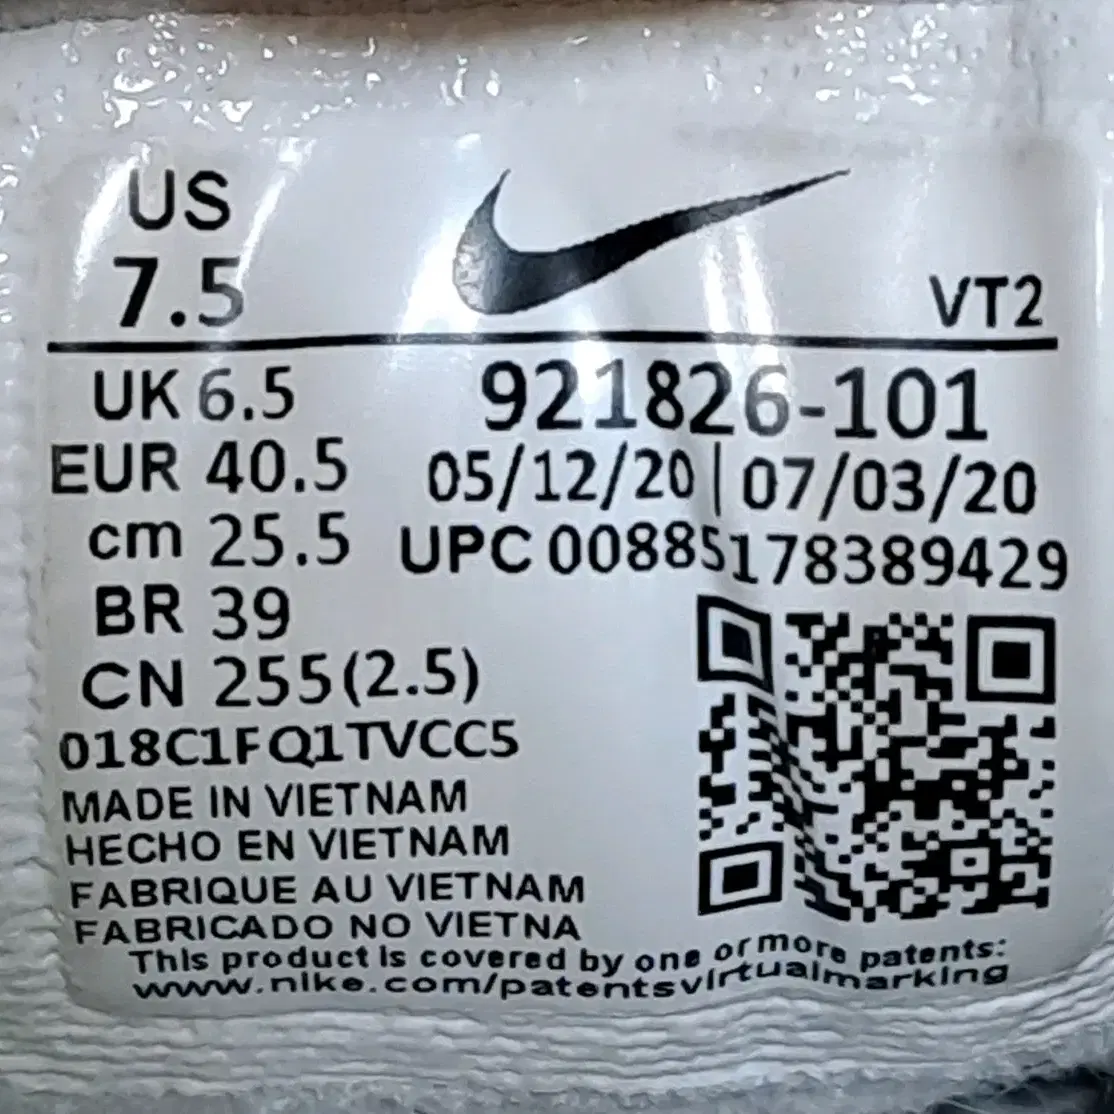 US
7.5
VT2
UK 6.5
921826-101
EUR 40.5
05/12/20 | 07/03/20
cm 25.5
UPC 00885178389429
BR 39
CN 255(2.5)
018C1FQ1TVCC5
MADE IN VIETNAM
HECHO EN VIETNAM
FABRIQUE AU VIETNAM
FABRICADO NO VIETNA
This product is covered by one or more patents:
www.nike.com/patentsvirtualmarking